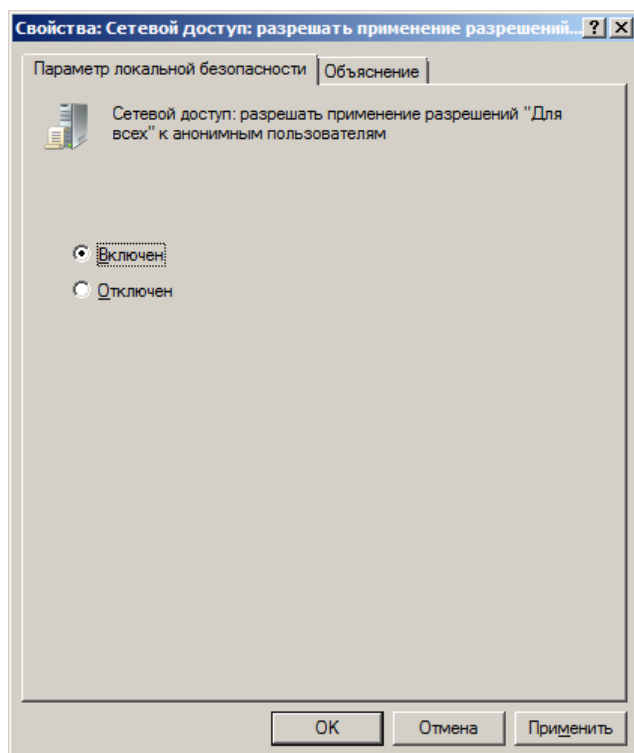 Свойства: Сетевой доступ: разрешать применение разрешений...
Параметр локальной безопасности
Объяснение
Сетевой доступ: разрешать применение разрешений "Для
всех" к анонимным пользователям
Включен
Отключен
OK
Отмена
Применить